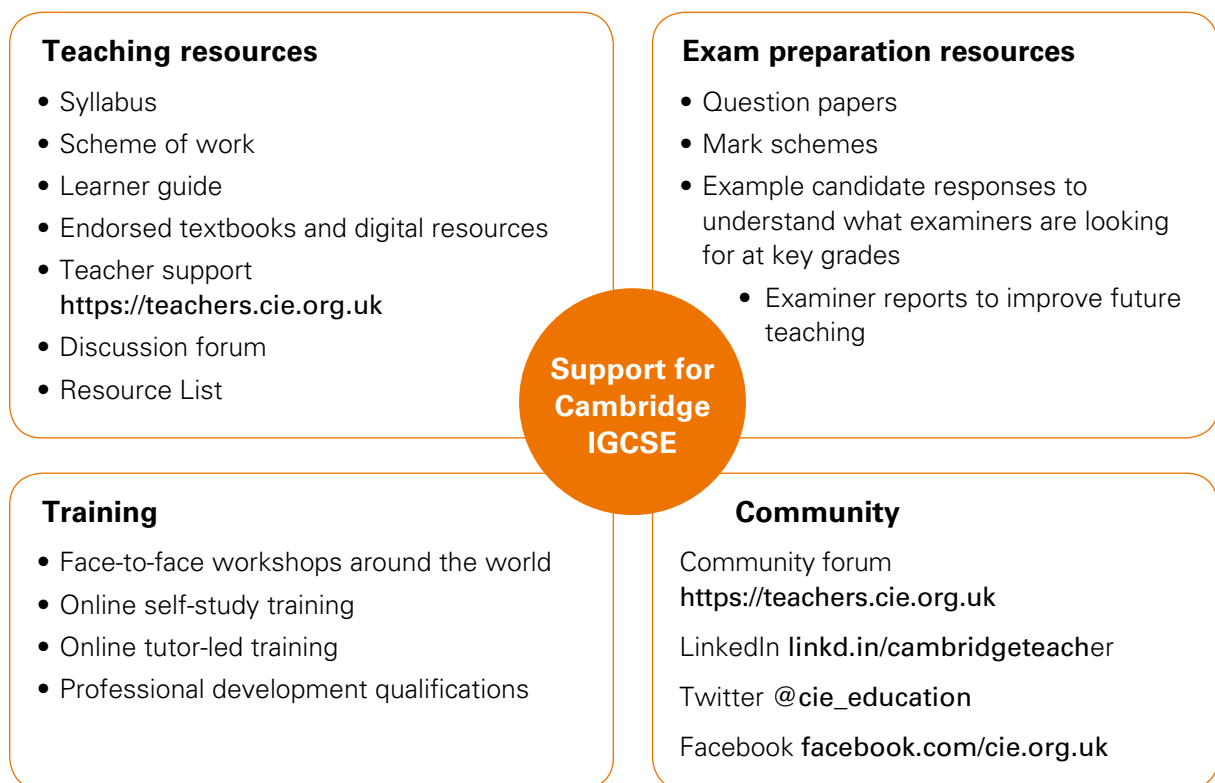 Teaching resources
• Syllabus
• Scheme of work
• Learner guide
• Endorsed textbooks and digital resources
• Teacher support
https://teachers.cie.org.uk
• Discussion forum
• Resource List
Exam preparation resources
• Question papers
• Mark schemes
• Example candidate responses to
understand what examiners are looking
for at key grades
• Examiner reports to improve future
teaching
Support for
Cambridge
IGCSE
Training
• Face-to-face workshops around the world
• Online self-study training
• Online tutor-led training
• Professional development qualifications
Community
Community forum
https://teachers.cie.org.uk
LinkedIn linkd.in/cambridgeteacher
Twitter @cie_education
Facebook facebook.com/cie.org.uk